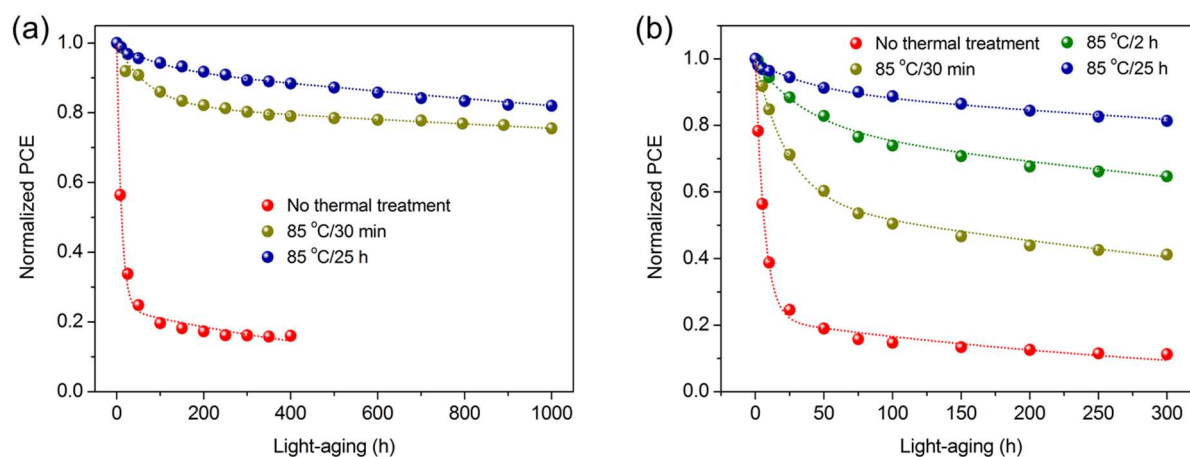 (a)
1.0
0.8
0.6
0.4
0.2
0.0
Normalized PCE
No thermal treatment
85 °C/30 min
85 °C/25 h
0 200 400 600 800 1000
Light-aging (h)
(b)
1.0
0.8
0.6
0.4
0.2
0.0
Normalized PCE
No thermal treatment
85 °C/30 min
85 °C/2 h
85 °C/25 h
0 50 100 150 200 250 300
Light-aging (h)